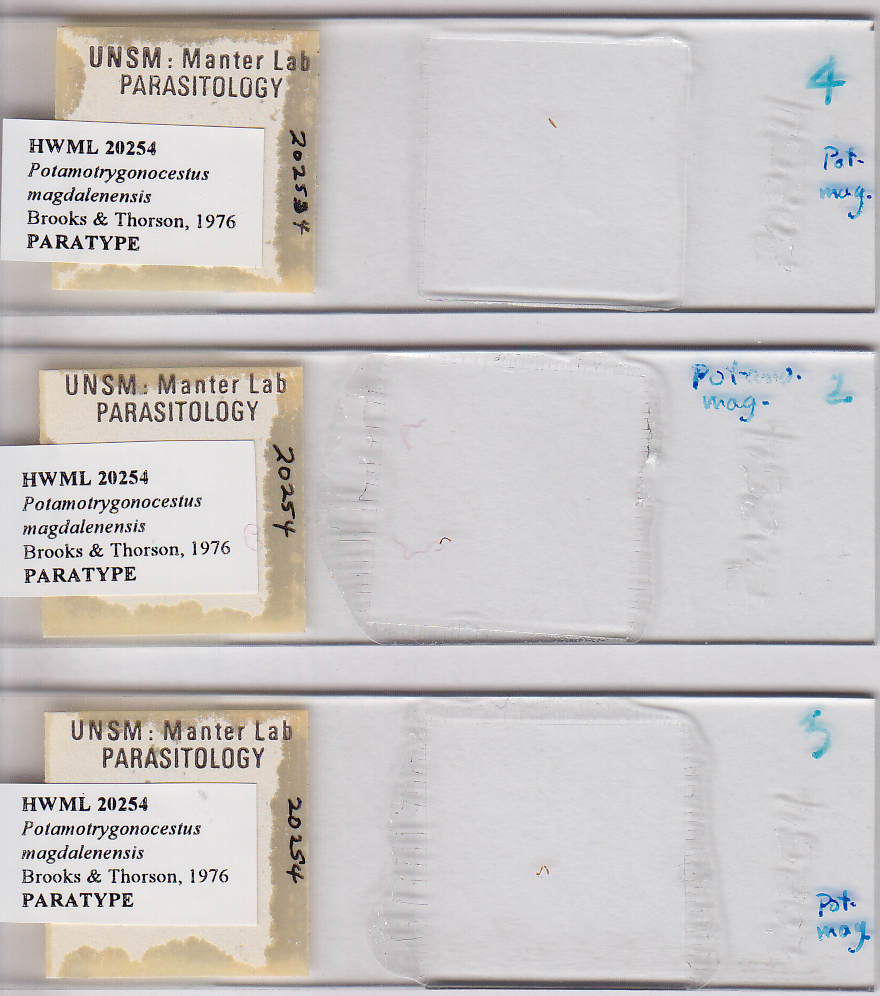 UNSM: Manter Lab
PARASITOLOGY
HWML 20254
Potamotrygonocestus
magdalenensis
Brooks & Thorson, 1976
PARATYPE
20254
4
Pot-
mag.
UNSM: Manter Lab
PARASITOLOGY
HWML 20254
Potamotrygonocestus
magdalenensis
Brooks & Thorson, 1976
PARATYPE
20254
mag.
UNSM: Manter Lab
PARASITOLOGY
HWML 20254
Potamotrygonocestus
magdalenensis
Brooks & Thorson, 1976
PARATYPE
20254
Pot-
mag